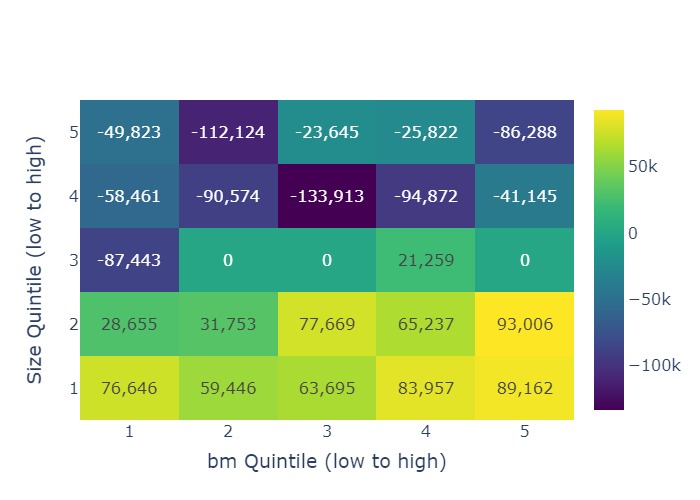 5 -49,823 -112,124 -23,645 -25,822 -86,288
4 -58,461 -90,574 -133,913 -94,872 -41,145
3 -87,443 0 0 21,259 0
2 28,655 31,753 77,669 65,237 93,006
1 76,646 59,446 63,695 83,957 89,162
1 2 3 4 5
bm Quintile (low to high)
Size Quintile (low to high)
50k
0
−50k
−100k